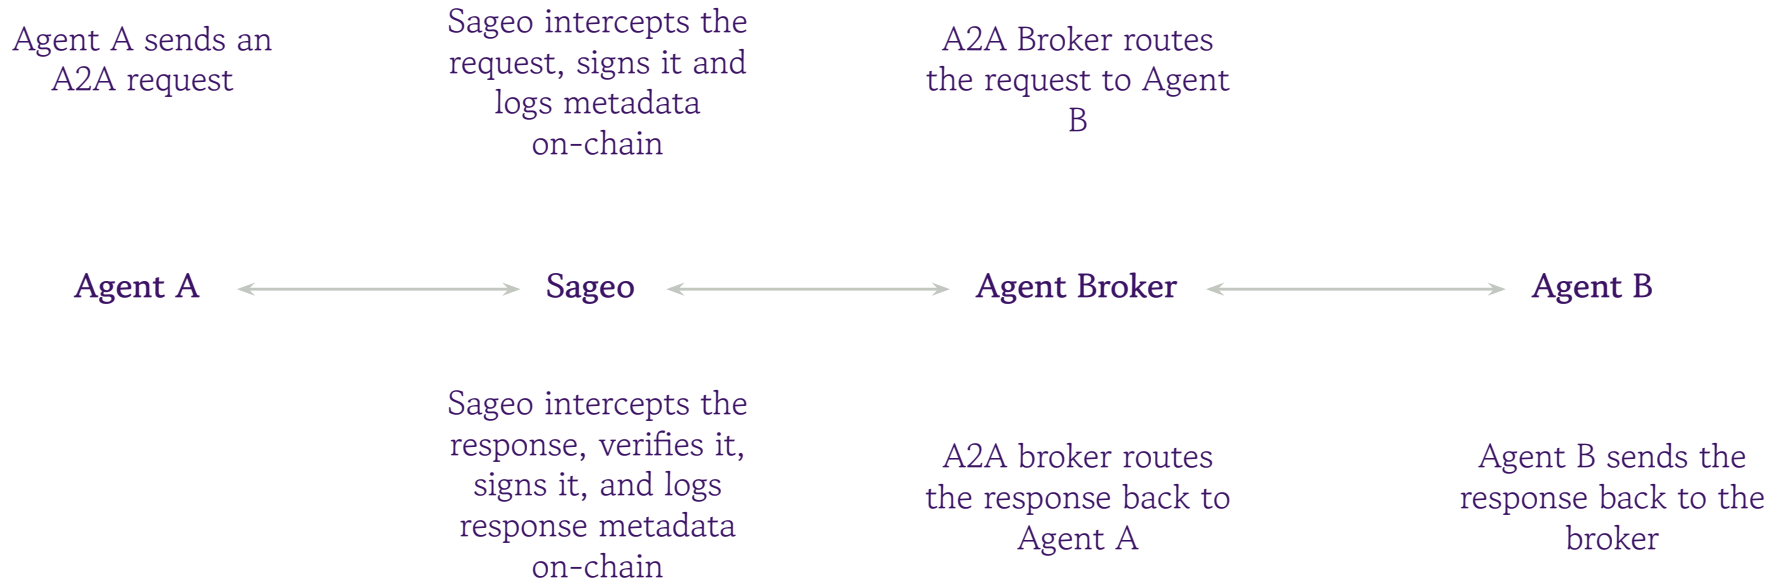 Agent A sends an
A2A request
Sageo intercepts the
request, signs it and
logs metadata
on-chain
A2A Broker routes
the request to Agent
B
Agent A
Sageo
Agent Broker
Agent B
Sageo intercepts the
response, verifies it,
signs it, and logs
response metadata
on-chain
A2A broker routes
the response back to
Agent A
Agent B sends the
response back to the
broker